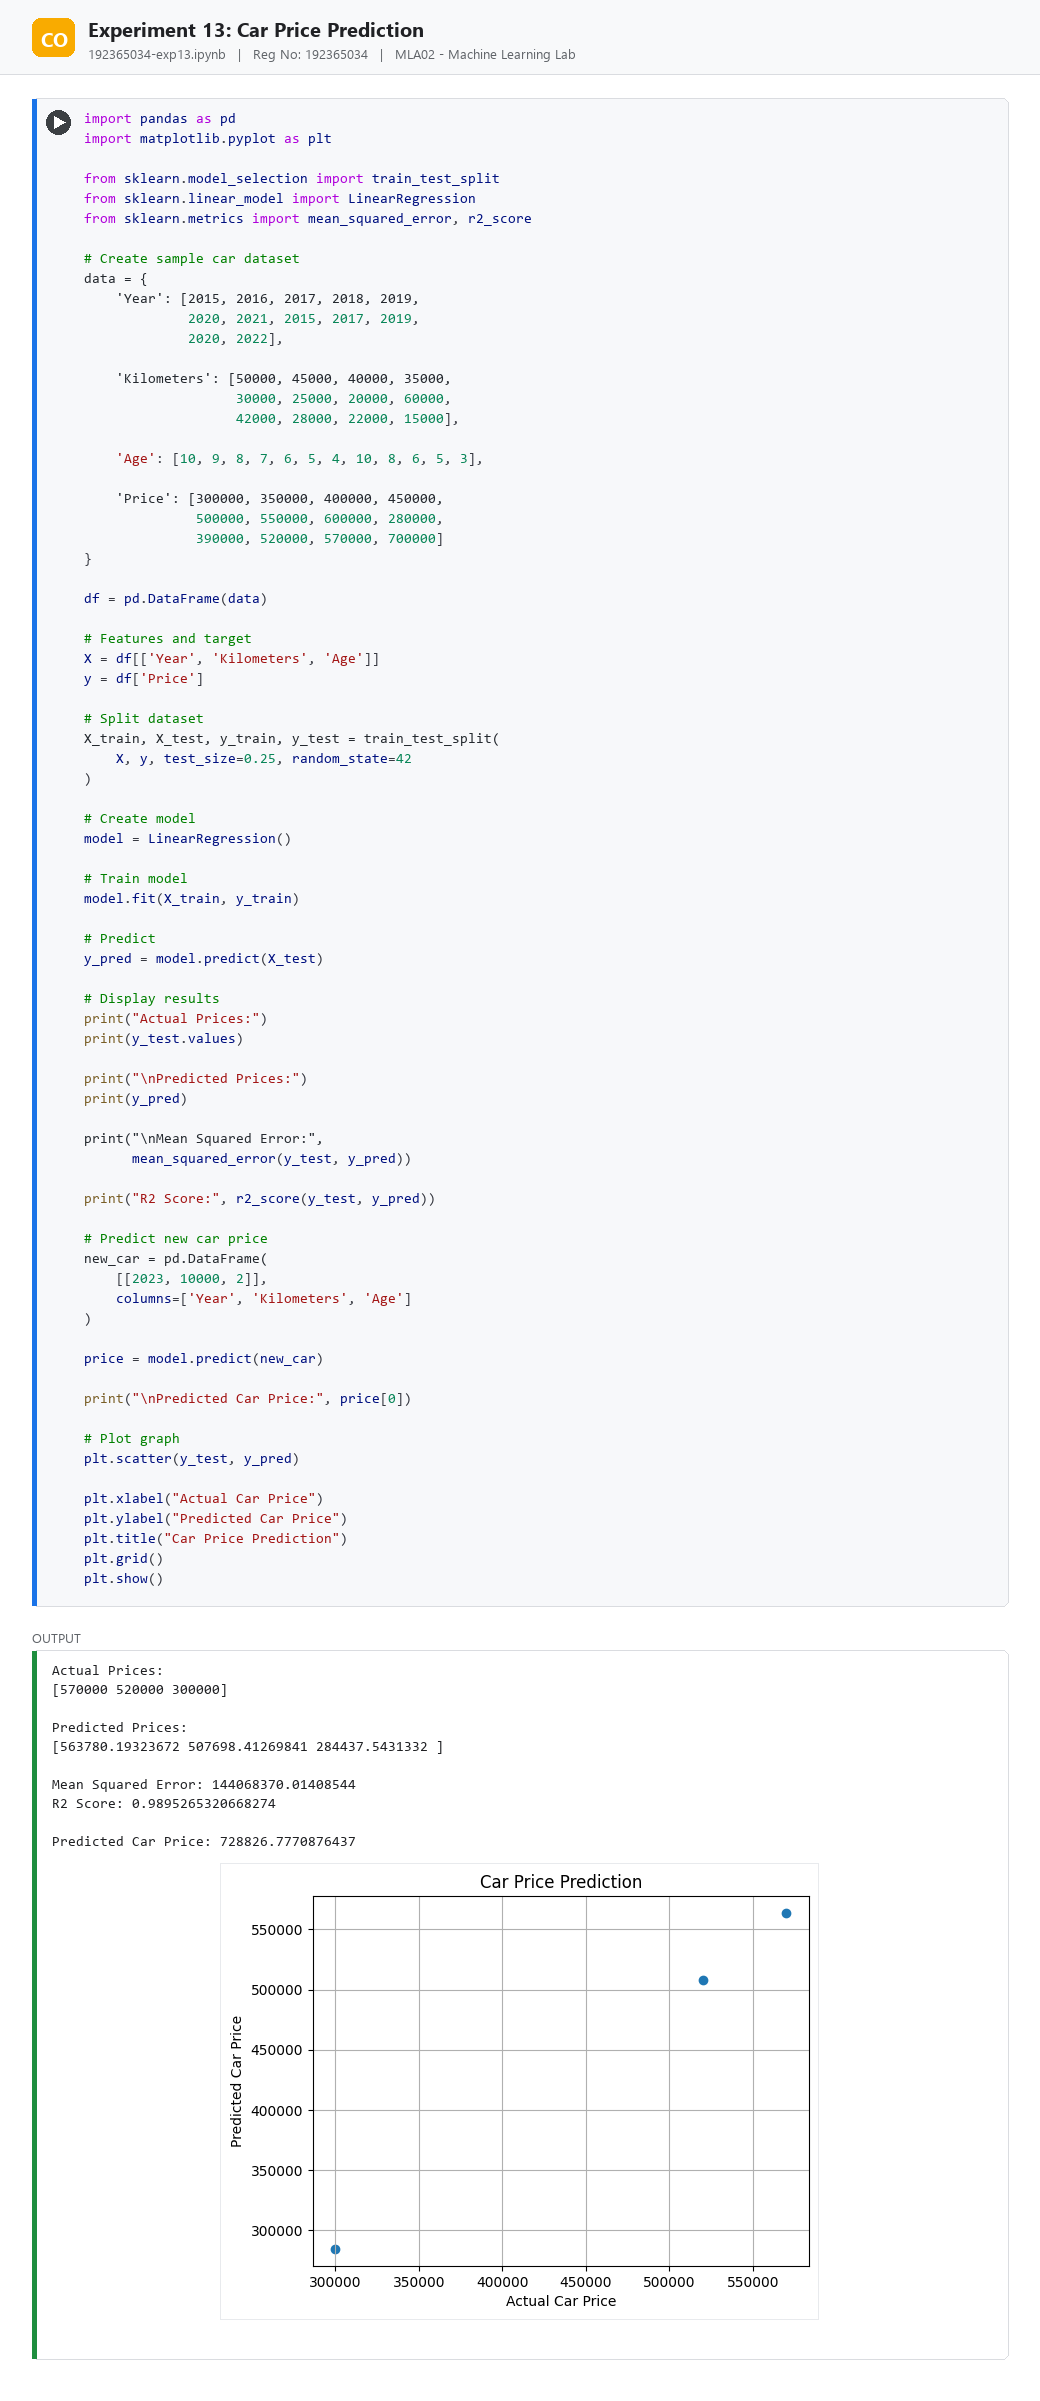 CO
Experiment 13: Car Price Prediction
192365034-exp13.ipynb | Reg No: 192365034 | MLA02 - Machine Learning Lab
import pandas as pd
import matplotlib.pyplot as plt

from sklearn.model_selection import train_test_split
from sklearn.linear_model import LinearRegression
from sklearn.metrics import mean_squared_error, r2_score

# Create sample car dataset
data = {
    'Year': [2015, 2016, 2017, 2018, 2019,
             2020, 2021, 2015, 2017, 2019,
             2020, 2022],

    'Kilometers': [50000, 45000, 40000, 35000,
                   30000, 25000, 20000, 60000,
                   42000, 28000, 22000, 15000],

    'Age': [10, 9, 8, 7, 6, 5, 4, 10, 8, 6, 5, 3],

    'Price': [300000, 350000, 400000, 450000,
              500000, 550000, 600000, 280000,
              390000, 520000, 570000, 700000]
}

df = pd.DataFrame(data)

# Features and target
X = df[['Year', 'Kilometers', 'Age']]
y = df['Price']

# Split dataset
X_train, X_test, y_train, y_test = train_test_split(
    X, y, test_size=0.25, random_state=42
)

# Create model
model = LinearRegression()

# Train model
model.fit(X_train, y_train)

# Predict
y_pred = model.predict(X_test)

# Display results
print("Actual Prices:")
print(y_test.values)

print("\nPredicted Prices:")
print(y_pred)

print("\nMean Squared Error:",
      mean_squared_error(y_test, y_pred))

print("R2 Score:", r2_score(y_test, y_pred))

# Predict new car price
new_car = pd.DataFrame(
    [[2023, 10000, 2]],
    columns=['Year', 'Kilometers', 'Age']
)

price = model.predict(new_car)

print("\nPredicted Car Price:", price[0])

# Plot graph
plt.scatter(y_test, y_pred)

plt.xlabel("Actual Car Price")
plt.ylabel("Predicted Car Price")
plt.title("Car Price Prediction")
plt.grid()
plt.show()
OUTPUT
Actual Prices:
[570000 520000 300000]

Predicted Prices:
[563780.19323672 507698.41269841 284437.5431332 ]

Mean Squared Error: 144068370.01408544
R2 Score: 0.9895265320668274

Predicted Car Price: 728826.7770876437
Car Price Prediction
Predicted Car Price
550000
500000
450000
400000
350000
300000
300000 350000 400000 450000 500000 550000
Actual Car Price